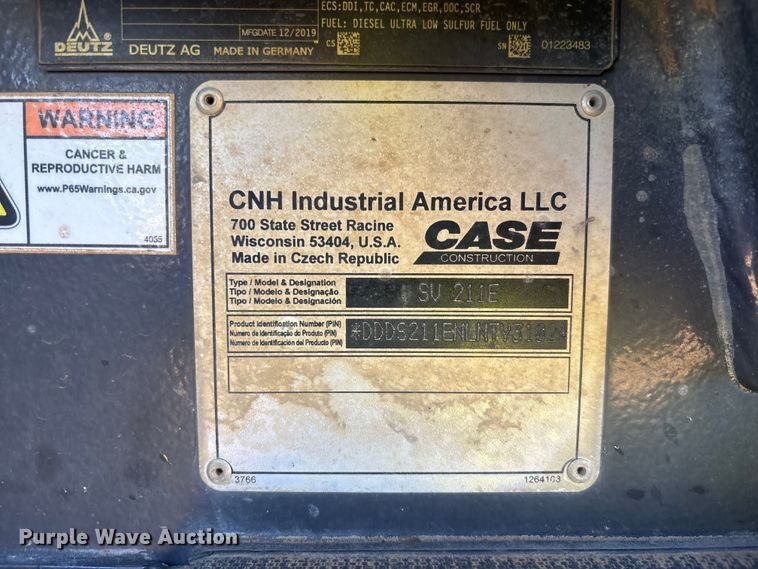 ECS:DDI,TC,CAC,ECM,EGR,DOC,SCR
FUEL: DIESEL ULTRA LOW SULFUR FUEL ONLY
MFGDATE 12/2019
CS
SN
01223483
DEUTZ
DEUTZ AG MADE IN GERMANY
WARNING
CANCER &
REPRODUCTIVE HARM
www.P65Warnings.ca.gov
4055
CNH Industrial America LLC
700 State Street Racine
Wisconsin 53404, U.S.A.
Made in Czech Republic
CASE
CONSTRUCTION
Type / Model & Designation
Tipo / Modelo & Designação
Tipo / Modelo & Designación
SV 211E
Product Identification Number (PIN)
Numero de Identificação do Produto (PIN)
Numero de Identificación del Producto (PIN)
*DDDS211ENLNTV3102*
3766
1264103
Purple Wave Auction